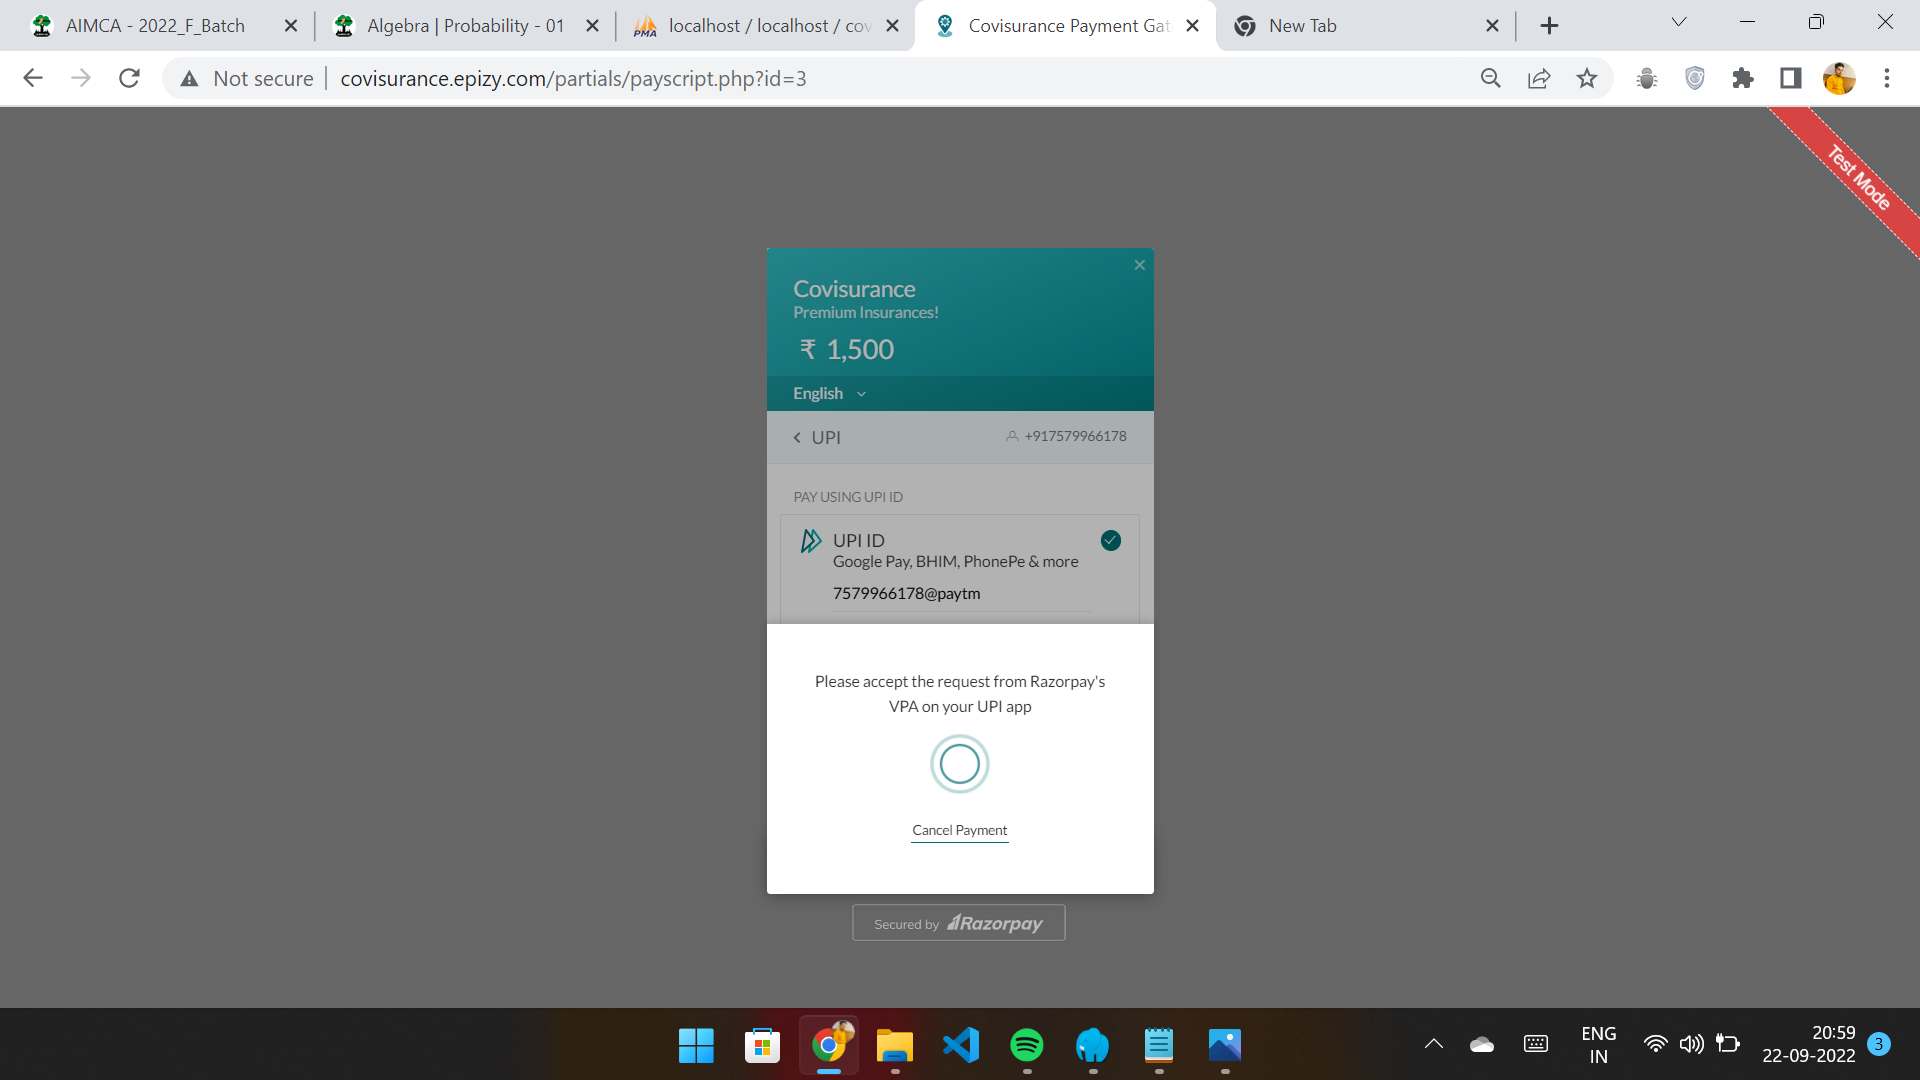 AIMCA - 2022_F_Batch
Algebra | Probability - 01
PMA
localhost / localhost / cov
Covisurance Payment Gat
New Tab
Not secure
covisurance.epizy.com/partials/payscript.php?id=3
Test Mode
Covisurance
Premium Insurances!
₹ 1,500
English
UPI
+917579966178
PAY USING UPI ID
UPI ID
Google Pay, BHIM, PhonePe & more
7579966178@paytm
Please accept the request from Razorpay's
VPA on your UPI app
Cancel Payment
Secured by Razorpay
ENG
IN
20:59
22-09-2022
3